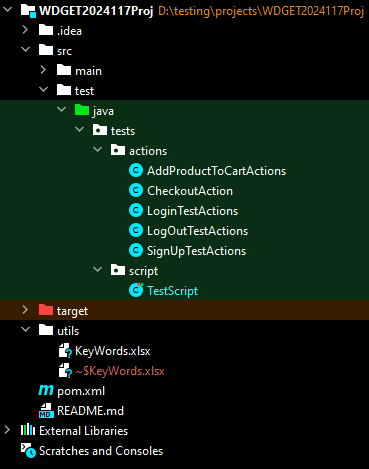 WDGET2024117Proj D:\testing\projects\WDGET2024117Proj
.idea
src
main
test
java
tests
actions
AddProductToCartActions
CheckoutAction
LoginTestActions
LogOutTestActions
SignUpTestActions
script
TestScript
target
utils
KeyWords.xlsx
~$KeyWords.xlsx
pom.xml
README.md
External Libraries
Scratches and Consoles